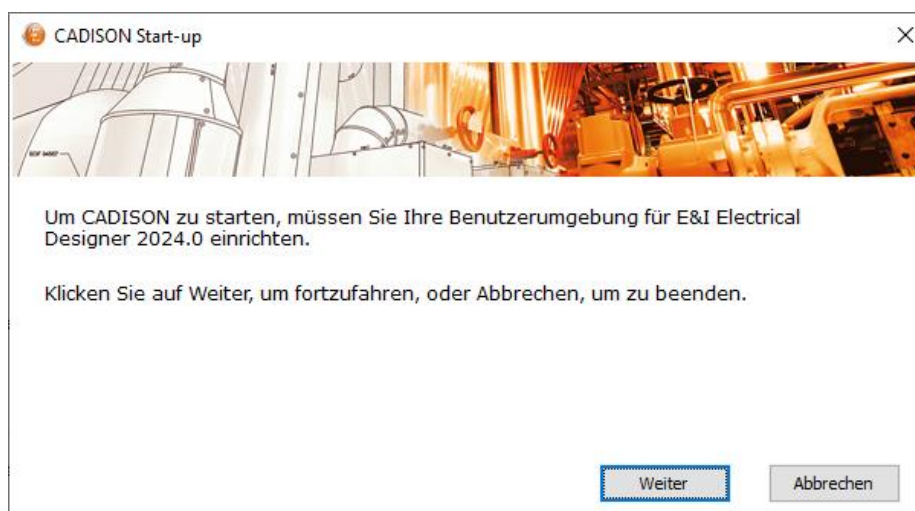 CADISON Start-up
Um CADISON zu starten, müssen Sie Ihre Benutzerumgebung für E&I Electrical
Designer 2024.0 einrichten.
Klicken Sie auf Weiter, um fortzufahren, oder Abbrechen, um zu beenden.
Weiter
Abbrechen